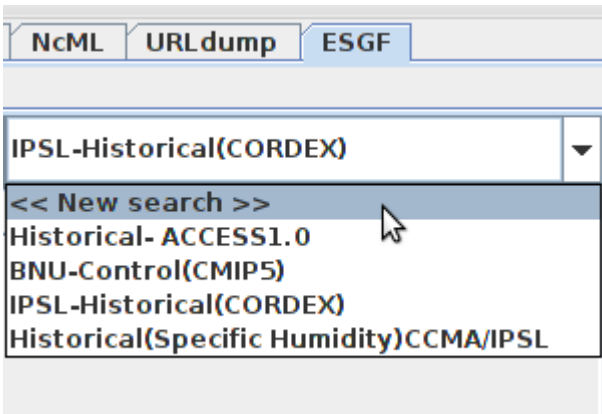 NcML URLdump ESGF
IPSL-Historical(CORDEX)
<< New search >>
Historical- ACCESS1.0
BNU-Control(CMIP5)
IPSL-Historical(CORDEX)
Historical(Specific Humidity)CCMA/IPSL